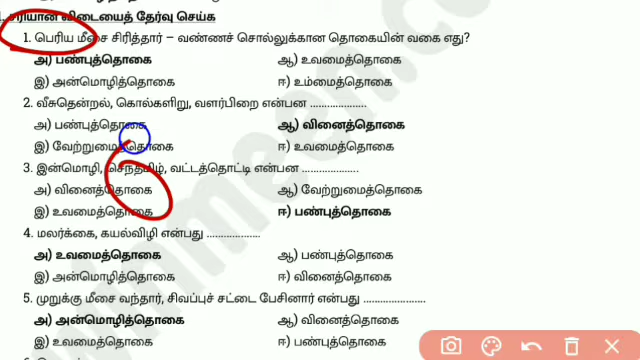 I. சரியான விடையைத் தேர்வு செய்க
1. பெரிய மீசை சிரித்தார் – வண்ணச் சொல்லுக்கான தொகையின் வகை எது?
அ) பண்புத்தொகை ஆ) உவமைத்தொகை
இ) அன்மொழித்தொகை ஈ) உம்மைத்தொகை
2. வீசுதென்றல், கொல்களிறு, வளர்பிறை என்பன ....................
அ) பண்புத்தொகை ஆ) வினைத்தொகை
இ) வேற்றுமைத்தொகை ஈ) உவமைத்தொகை
3. இன்மொழி, செந்தமிழ், வட்டத்தொட்டி என்பன ....................
அ) வினைத்தொகை ஆ) வேற்றுமைத்தொகை
இ) உவமைத்தொகை ஈ) பண்புத்தொகை
4. மலர்க்கை, கயல்விழி என்பது ...................
அ) உவமைத்தொகை ஆ) பண்புத்தொகை
இ) அன்மொழித்தொகை ஈ) வினைத்தொகை
5. முறுக்கு மீசை வந்தார், சிவப்புச் சட்டை பேசினார் என்பது ......................
அ) அன்மொழித்தொகை ஆ) வினைத்தொகை
இ) உவமைத்தொகை ஈ) பண்புத்தொகை